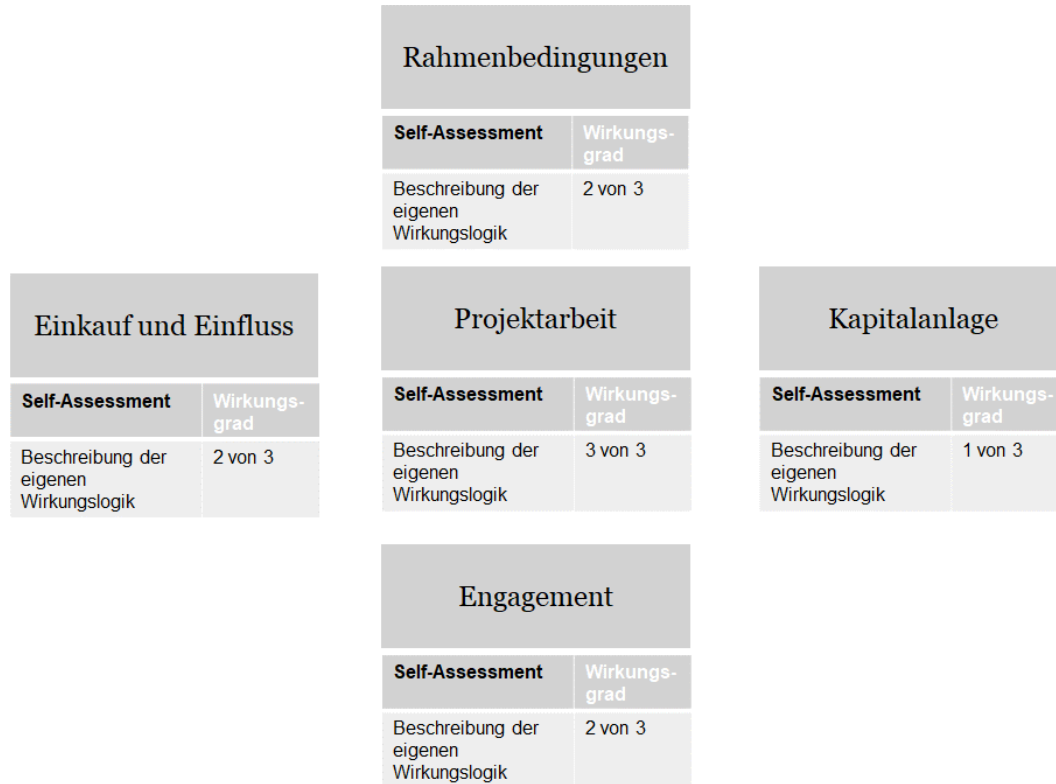 Rahmenbedingungen
Self-Assessment Wirkungs-
grad
Beschreibung der 2 von 3
eigenen
Wirkungslogik
Einkauf und Einfluss
Self-Assessment Wirkungs-
grad
Beschreibung der 2 von 3
eigenen
Wirkungslogik
Projektarbeit
Self-Assessment Wirkungs-
grad
Beschreibung der 3 von 3
eigenen
Wirkungslogik
Kapitalanlage
Self-Assessment Wirkungs-
grad
Beschreibung der 1 von 3
eigenen
Wirkungslogik
Engagement
Self-Assessment Wirkungs-
grad
Beschreibung der 2 von 3
eigenen
Wirkungslogik